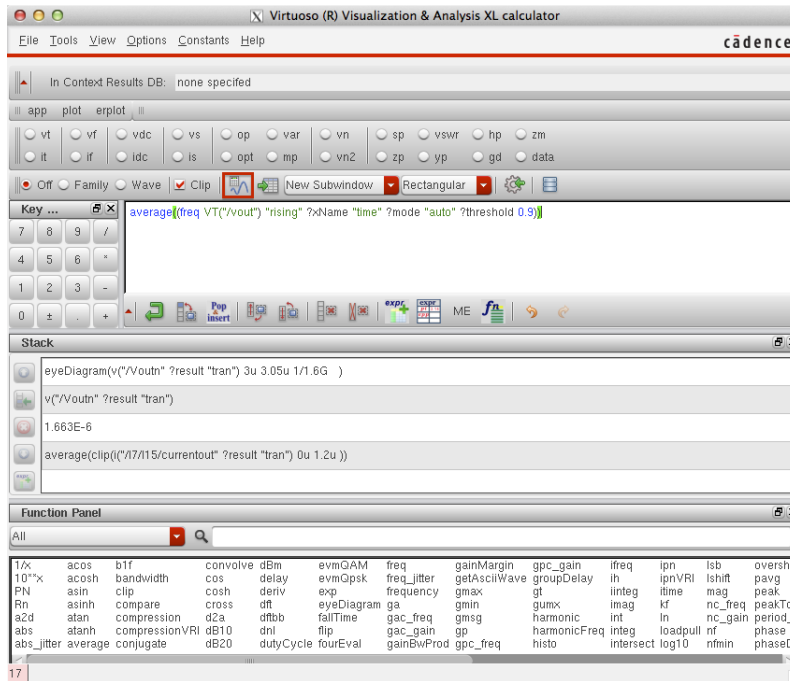 Virtuoso (R) Visualization & Analysis XL calculator
File Tools View Options Constants Help
cādence
In Context Results DB: none specifed
app plot erplot
vt vf vdc vs op var vn sp vswr hp zm
it if idc is opt mp vn2 zp yp gd data
Off Family Wave Clip New Subwindow Rectangular
Key ...
7 8 9 /
4 5 6 *
1 2 3 -
0 ± . +
average((freq VT("/vout") "rising" ?xName "time" ?mode "auto" ?threshold 0.9))
Pop insert expr expr ME fn
Stack
eyeDiagram(v("/Voutn" ?result "tran") 3u 3.05u 1/1.6G )
v("/Voutn" ?result "tran")
1.663E-6
average(clip(i("/I7/I15/currentout" ?result "tran") 0u 1.2u ))
Function Panel
All
1/x acos b1f convolve dBm evmQAM freq gainMargin gpc_gain ifreq ipn lsb oversh
10**x acosh bandwidth cos delay evmQpsk freq_jitter getAsciiWave groupDelay ih ipnVRI lshift pavg
PN asin clip cosh deriv exp frequency gmax gt iinteg itime mag peak
Rn asinh compare cross dft eyeDiagram ga gmin gumx imag kf nc_freq peakTo
a2d atan compression d2a dftbb fallTime gac_freq gmsg harmonic int ln nc_gain period_
abs atanh compressionVRI dB10 dnl flip gac_gain gp harmonicFreq integ loadpull nf phase
abs_jitter average conjugate dB20 dutyCycle fourEval gainBwProd gpc_freq histo intersect log10 nfmin phaseD
17